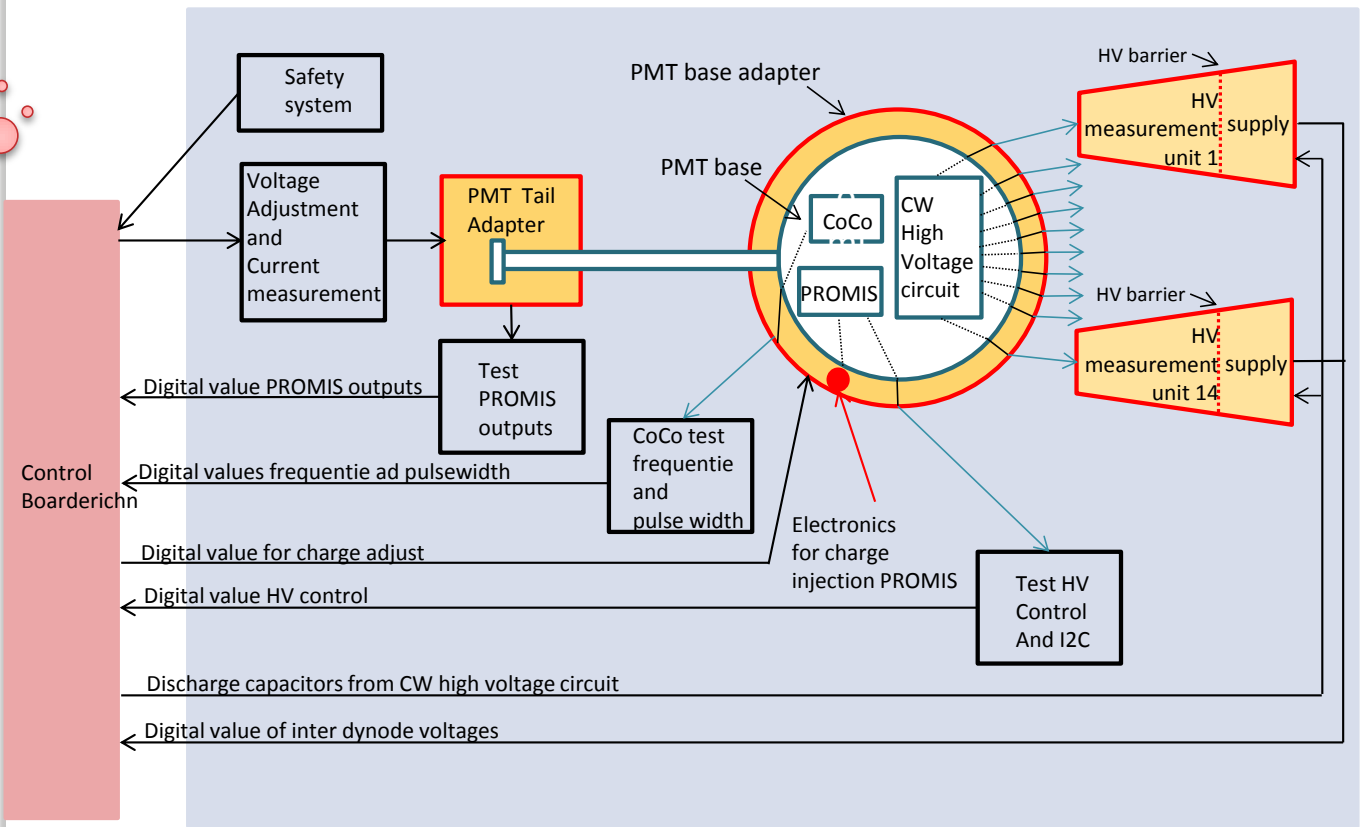 Safety
system
Voltage
Adjustment
and
Current
measurement
PMT Tail
Adapter
PMT base adapter
PMT base
CoCo
PROMIS
CW
High
Voltage
circuit
HV barrier
HV
measurement
unit 1
supply
HV barrier
HV
measurement
unit 14
supply
Test
PROMIS
outputs
CoCo test
frequentie
and
pulse width
Electronics
for charge
injection PROMIS
Test HV
Control
And I2C
Control
Boarderichn
Digital value PROMIS outputs
Digital values frequentie ad pulsewidth
Digital value for charge adjust
Digital value HV control
Discharge capacitors from CW high voltage circuit
Digital value of inter dynode voltages